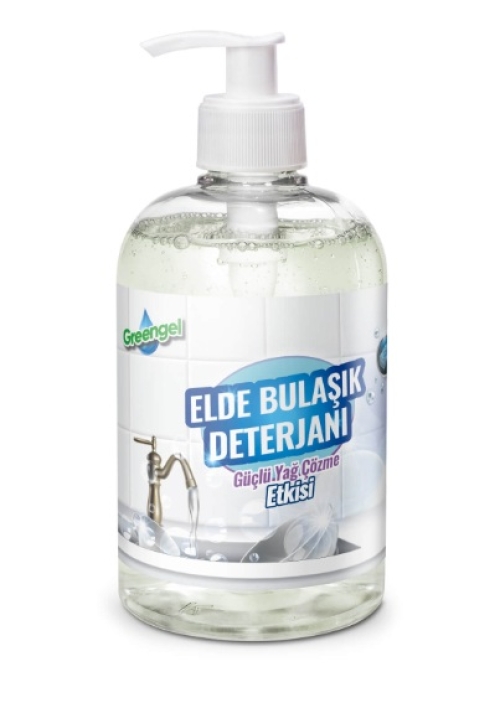 Greengel
ELDE BULAŞIK
DETERJANI
Güçlü Yağ Çözme
Etkisi